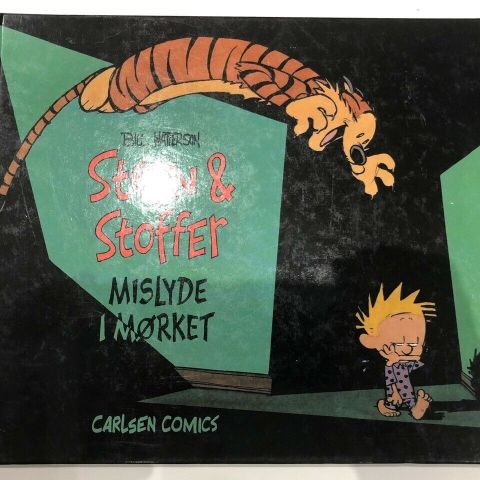 BILL WATTERSON
& 
Stoffer
MISLYDE
I MØRKET
CARLSEN COMICS